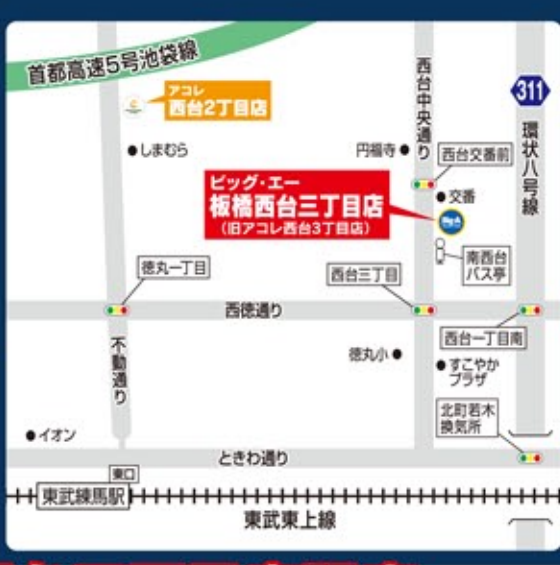 首都高速5号池袋線
アコレ
西台2丁目店
西台中央通り
311
環状八号線
しまむら
円福寺
西台交番前
ビッグ・エー
板橋西台三丁目店
(旧アコレ西台3丁目店)
交番
Big-A
南西台
バス亭
徳丸一丁目
西台三丁目
西徳通り
西台一丁目南
不動通り
徳丸小
すこやか
プラザ
北町若木
換気所
イオン
ときわ通り
東口
東武練馬駅
東武東上線